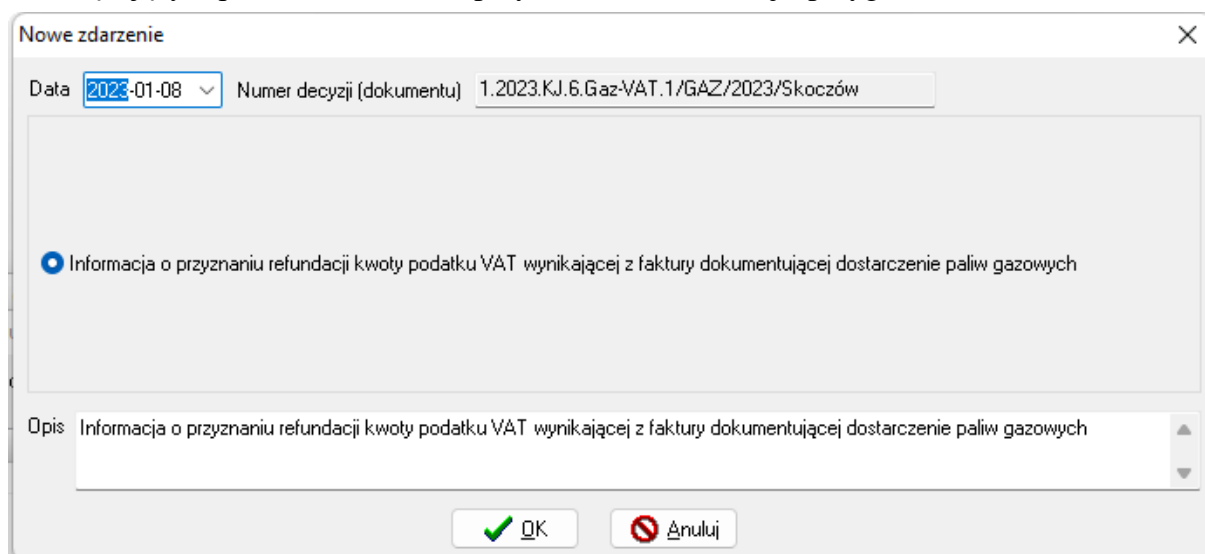 Nowe zdarzenie
Data 2023-01-08 Numer decyzji (dokumentu) 1.2023.KJ.6.Gaz-VAT.1/GAZ/2023/Skoczów
Informacja o przyznaniu refundacji kwoty podatku VAT wynikającej z faktury dokumentującej dostarczenie paliw gazowych
Opis Informacja o przyznaniu refundacji kwoty podatku VAT wynikającej z faktury dokumentującej dostarczenie paliw gazowych
OK Anuluj